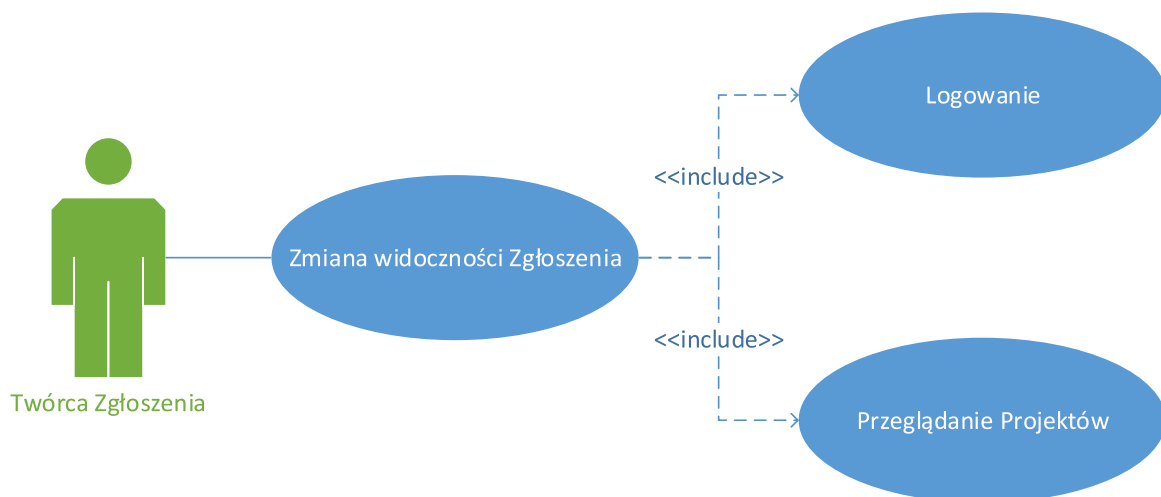 Logowanie
<<include>>
Zmiana widoczności Zgłoszenia
<<include>>
Twórca Zgłoszenia
Przeglądanie Projektów